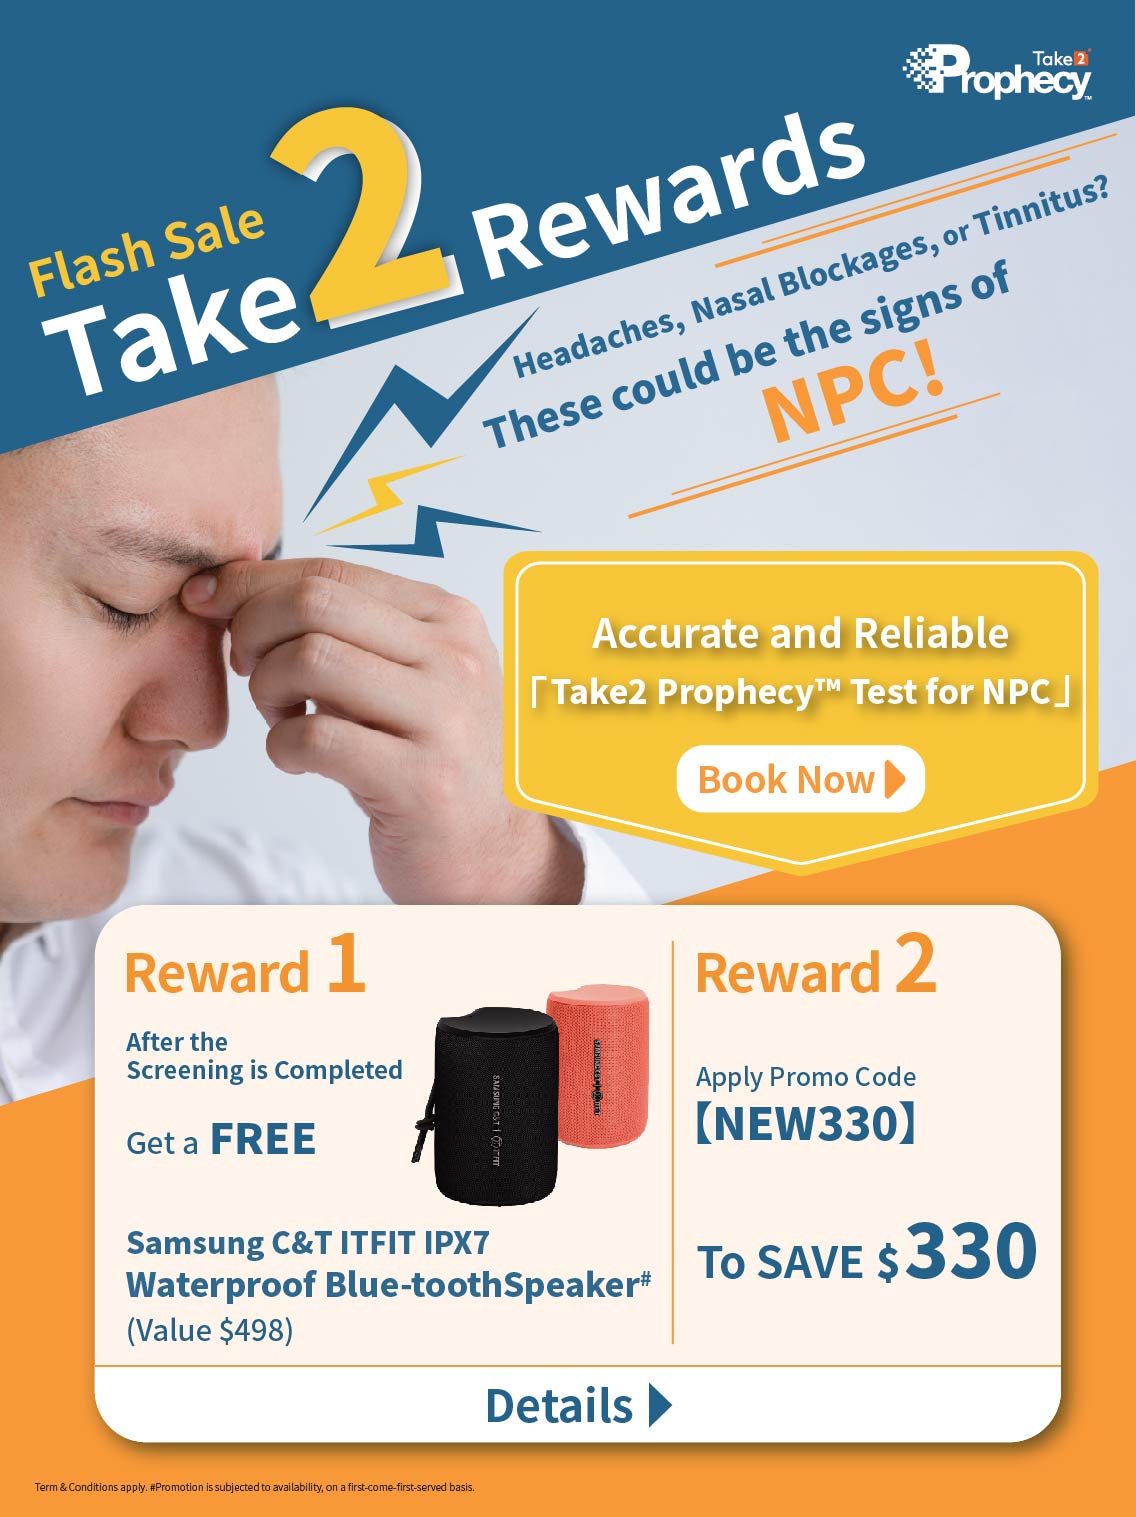 Take2
Prophecy™
Flash Sale
Take 2 Rewards
Headaches, Nasal Blockages, or Tinnitus?
These could be the signs of
NPC!
Accurate and Reliable
「Take2 Prophecy™ Test for NPC」
Book Now
Reward 1
After the
Screening is Completed
Get a FREE
SAMSUNG C&T | ITFIT
Samsung C&T ITFIT IPX7
Waterproof Blue-toothSpeaker#
(Value $498)
Reward 2
Apply Promo Code
【NEW330】
To SAVE $330
Details
Term & Conditions apply. #Promotion is subjected to availability, on a first-come-first-served basis.